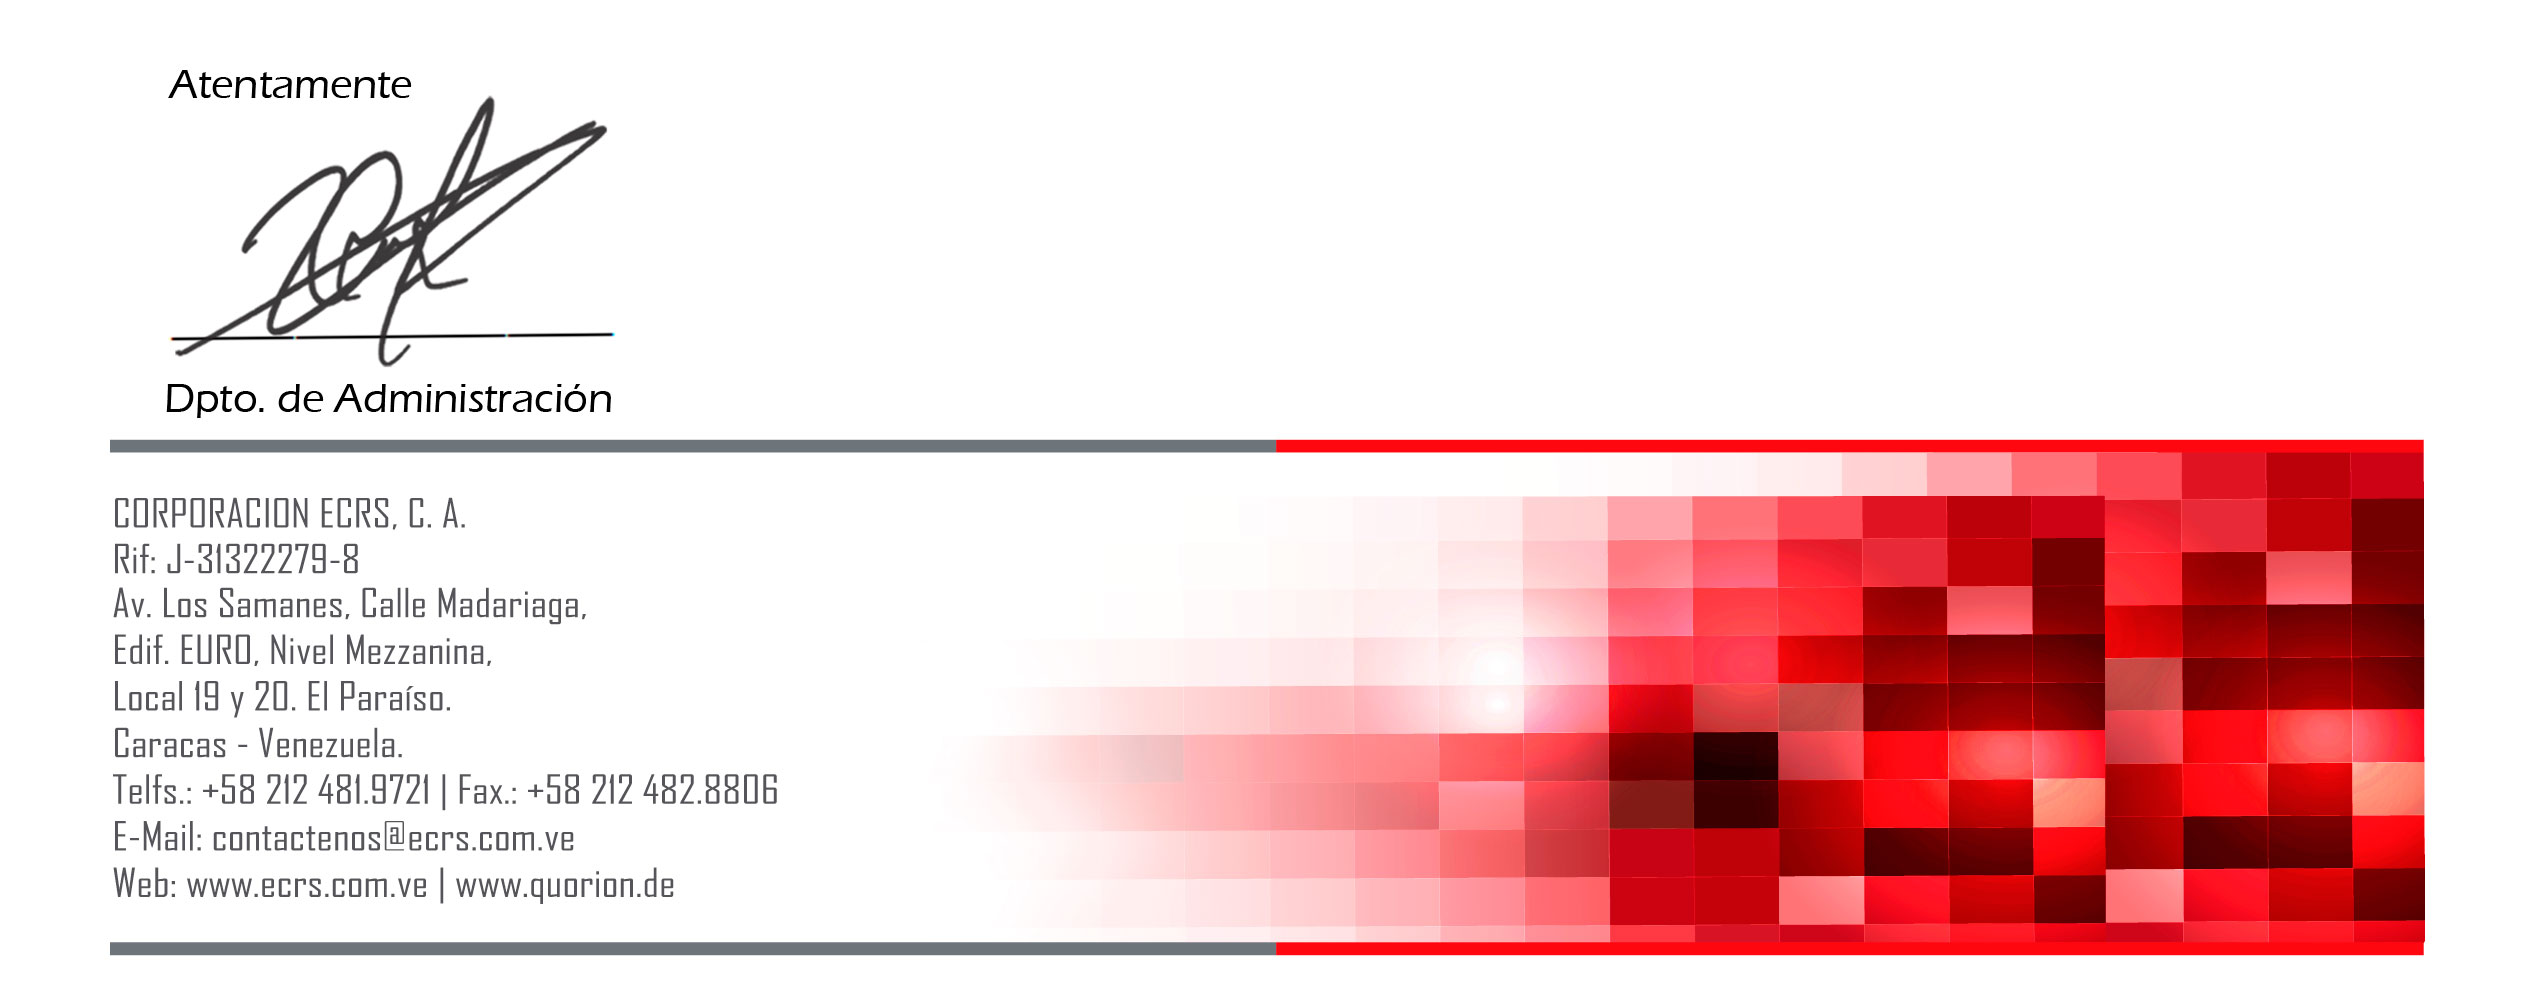 Atentamente
Dpto. de Administración
CORPORACION ECRS, C. A.
Rif: J-31322279-8
Av. Los Samanes, Calle Madariaga,
Edif. EURO, Nivel Mezzanina,
Local 19 y 20. El Paraíso.
Caracas - Venezuela.
Telfs.: +58 212 481.9721 | Fax.: +58 212 482.8806
E-Mail: contactenos@ecrs.com.ve
Web: www.ecrs.com.ve | www.quorion.de